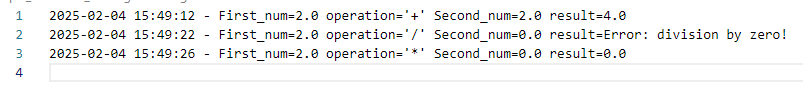 1 2025-02-04 15:49:12 - First_num=2.0 operation='+' Second_num=2.0 result=4.0
2 2025-02-04 15:49:22 - First_num=2.0 operation='/' Second_num=0.0 result=Error: division by zero!
3 2025-02-04 15:49:26 - First_num=2.0 operation='*' Second_num=0.0 result=0.0
4